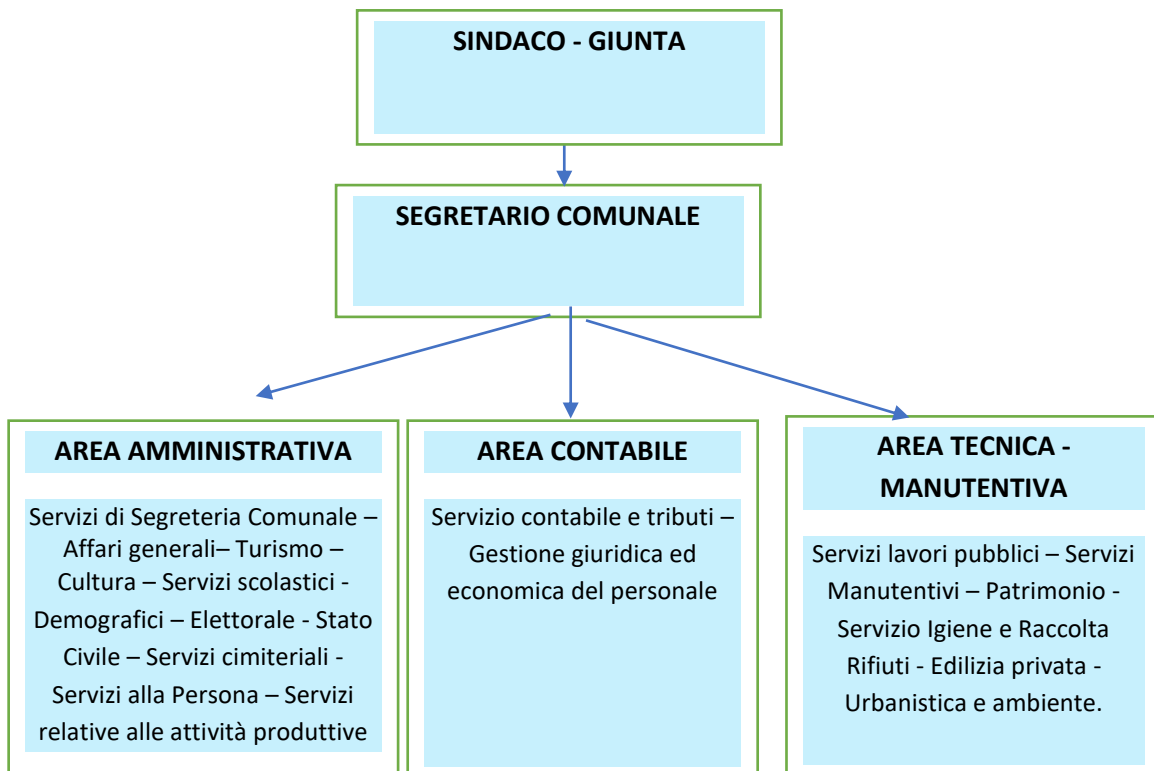 SINDACO - GIUNTA
SEGRETARIO COMUNALE
AREA AMMINISTRATIVA
Servizi di Segreteria Comunale –
Affari generali– Turismo –
Cultura – Servizi scolastici -
Demografici – Elettorale - Stato
Civile – Servizi cimiteriali -
Servizi alla Persona – Servizi
relative alle attività produttive
AREA CONTABILE
Servizio contabile e tributi –
Gestione giuridica ed
economica del personale
AREA TECNICA -
MANUTENTIVA
Servizi lavori pubblici – Servizi
Manutentivi – Patrimonio -
Servizio Igiene e Raccolta
Rifiuti - Edilizia privata -
Urbanistica e ambiente.